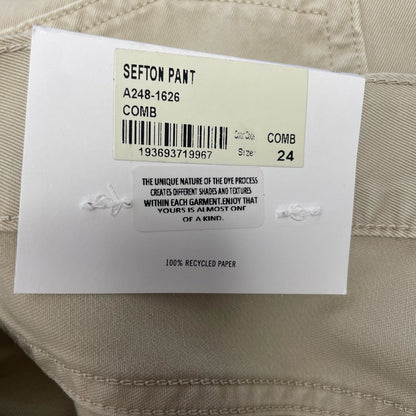 SEFTON PANT
A248-1626
COMB
Color Code: COMB
193693719967 Size: 24
THE UNIQUE NATURE OF THE DYE PROCESS
CREATES DIFFERENT SHADES AND TEXTURES
WITHIN EACH GARMENT.ENJOY THAT
YOURS IS ALMOST ONE
OF A KIND.
100% RECYCLED PAPER